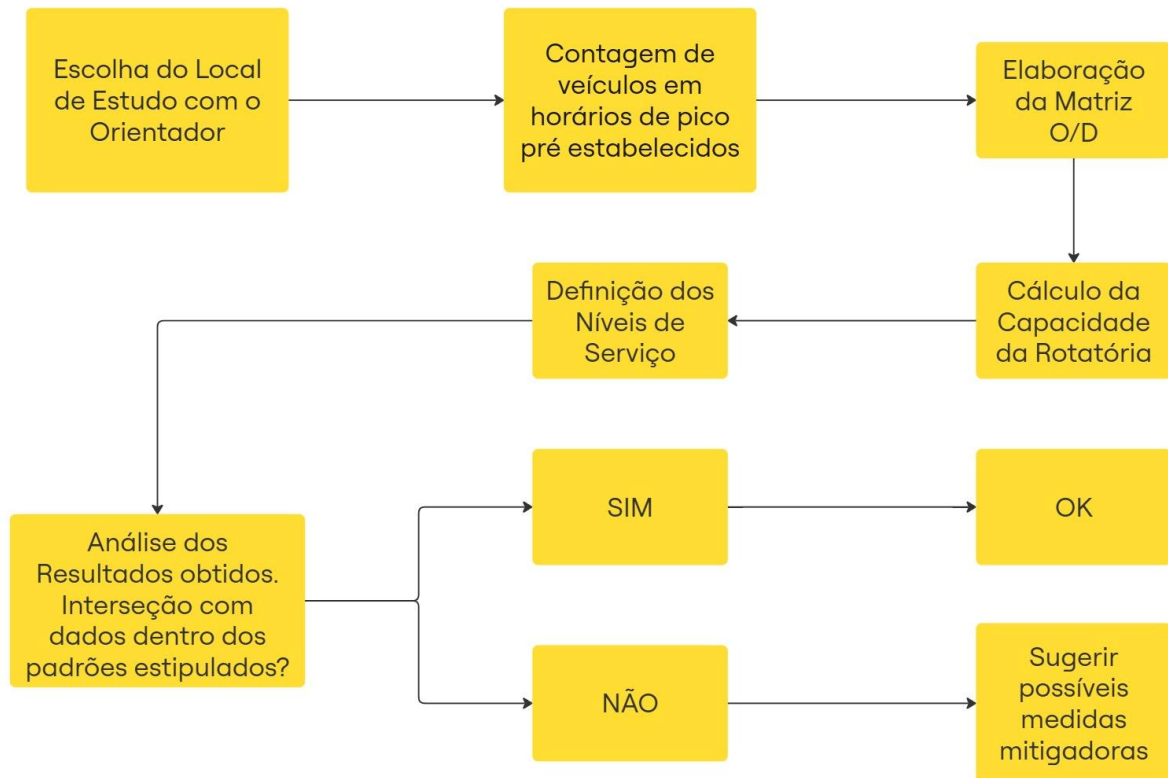 Escolha do Local
de Estudo com o
Orientador
Contagem de
veículos em
horários de pico
pré estabelecidos
Elaboração
da Matriz
O/D
Cálculo da
Capacidade
da Rotatória
Definição dos
Níveis de
Serviço
Análise dos
Resultados obtidos.
Interseção com
dados dentro dos
padrões estipulados?
SIM
OK
NÃO
Sugerir
possíveis
medidas
mitigadoras